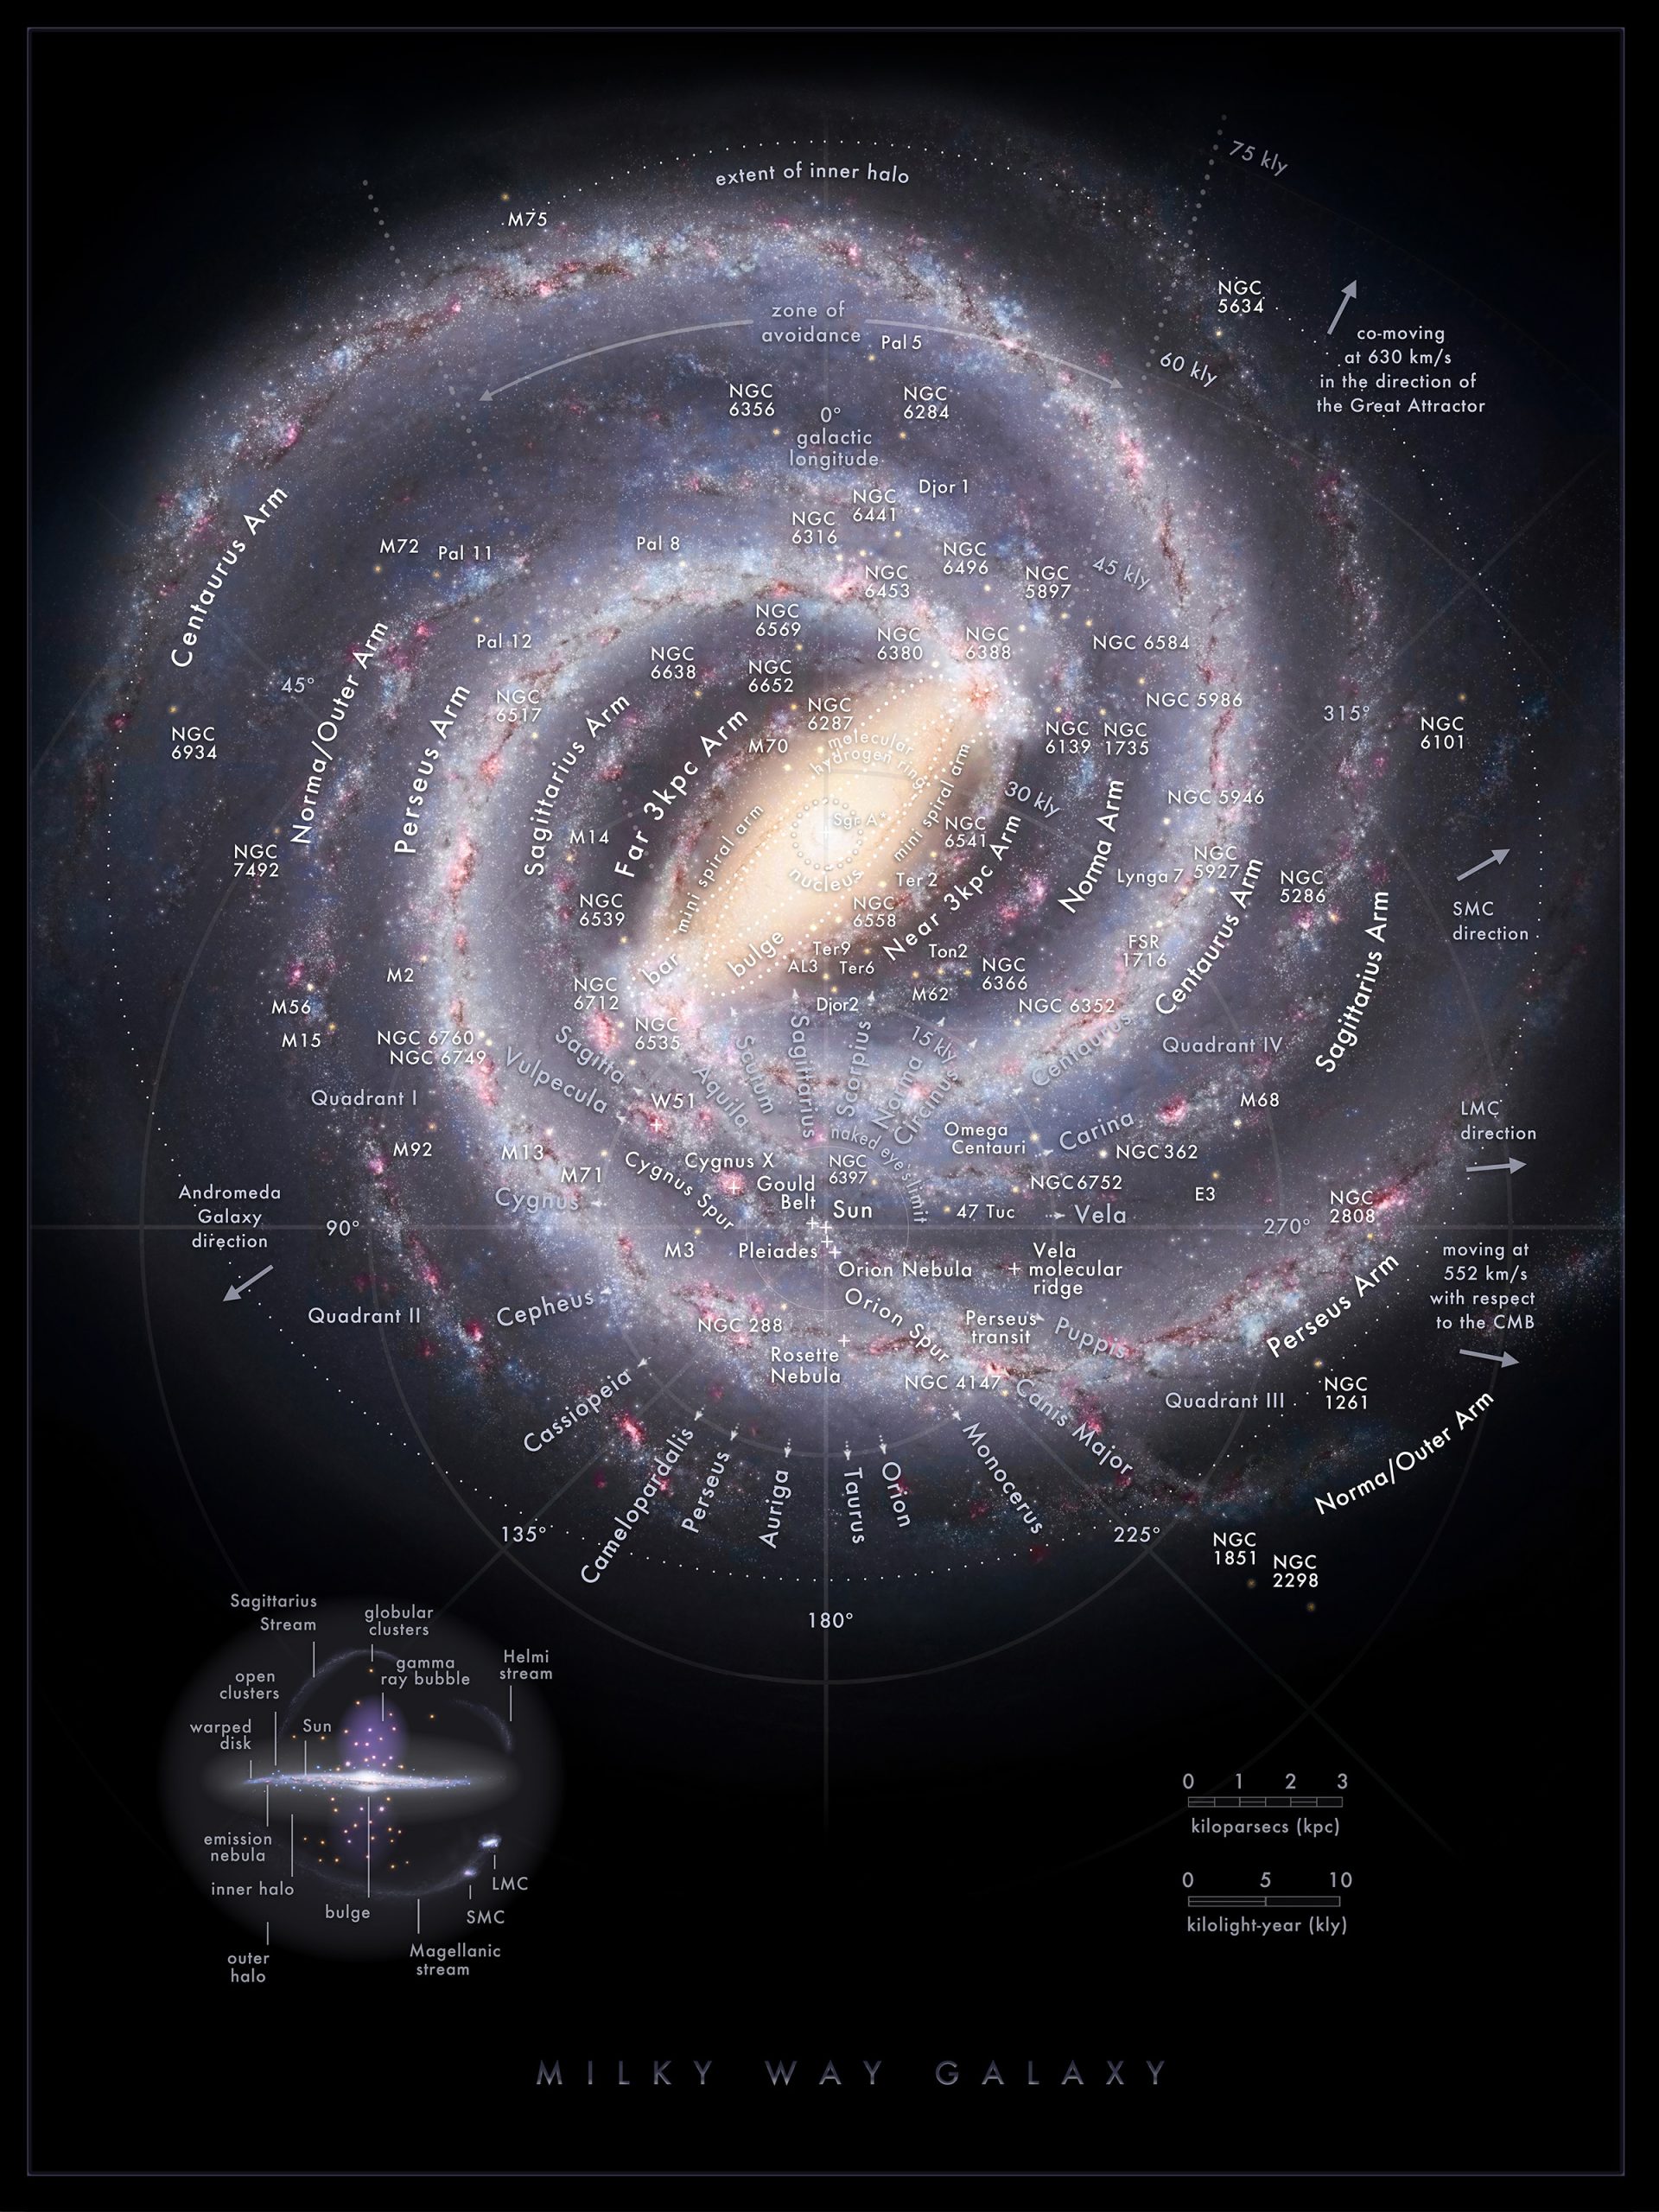 75 kly
extent of inner halo
M75
NGC
5634
zone of
avoidance
Pal 5
co-moving
at 630 km/s
in the direction of
the Great Attractor
60 kly
NGC
6356
NGC
6284
0°
galactic
longitude
Djor 1
NGC
6441
NGC
6316
Centaurus Arm
M72
Pal 11
Pal 8
NGC
6496
45 kly
NGC
6453
NGC
5897
NGC
6569
Pal 12
NGC
6380
NGC
6388
NGC 6584
NGC
6638
NGC
6652
45°
Norma/Outer Arm
Perseus Arm
NGC
6517
Sagittarius Arm
NGC
6287
NGC 5986
315°
NGC
6934
Far 3kpc Arm
M70
molecular
hydrogen ring
NGC
6139
NGC
1735
NGC
6101
mini spiral arm
mini spiral arm
30 kly
NGC 5946
Sgr A*
M14
NGC
6541
Norma Arm
NGC
7492
nucleus
Ter 2
Near 3kpc Arm
Lynga 7
NGC
5927
NGC
5286
NGC
6539
NGC
6558
Centaurus Arm
Sagittarius Arm
SMC
direction
bar
bulge
Ter9
AL3
Ter6
Ton2
FSR
1716
M2
NGC
6712
Djor2
M62
NGC
6366
NGC 6352
M56
M15
NGC 6760
NGC 6749
NGC
6535
Sagitta
Vulpecula
Aquila
Scutum
Sagittarius
Scorpius
Norma
Circinus
15 kly
Centaurus
Quadrant IV
Quadrant I
W51
M68
LMC
direction
naked eye limit
Omega
Centauri
Carina
M92
M13
M71
Cygnus X
Cygnus Spur
NGC
6397
NGC 362
Gould
Belt
NGC6752
E3
Andromeda
Galaxy
direction
Cygnus
Sun
47 Tuc
Vela
NGC
2808
90°
270°
M3
Pleiades
Vela
molecular
ridge
Orion Nebula
moving at
552 km/s
with respect
to the CMB
Quadrant II
Cepheus
NGC 288
Orion Spur
Perseus
transit
Puppis
Perseus Arm
Rosette
Nebula
NGC 4147
Canis Major
Quadrant III
NGC
1261
Cassiopeia
Camelopardalis
Perseus
Auriga
Taurus
Orion
Monocerus
Norma/Outer Arm
135°
225°
NGC
1851
NGC
2298
180°
Sagittarius
Stream
globular
clusters
gamma
ray bubble
Helmi
stream
open
clusters
warped
disk
Sun
emission
nebula
inner halo
bulge
LMC
SMC
Magellanic
stream
outer
halo
0 1 2 3
kiloparsecs (kpc)
0 5 10
kilolight-year (kly)
MILKY WAY GALAXY